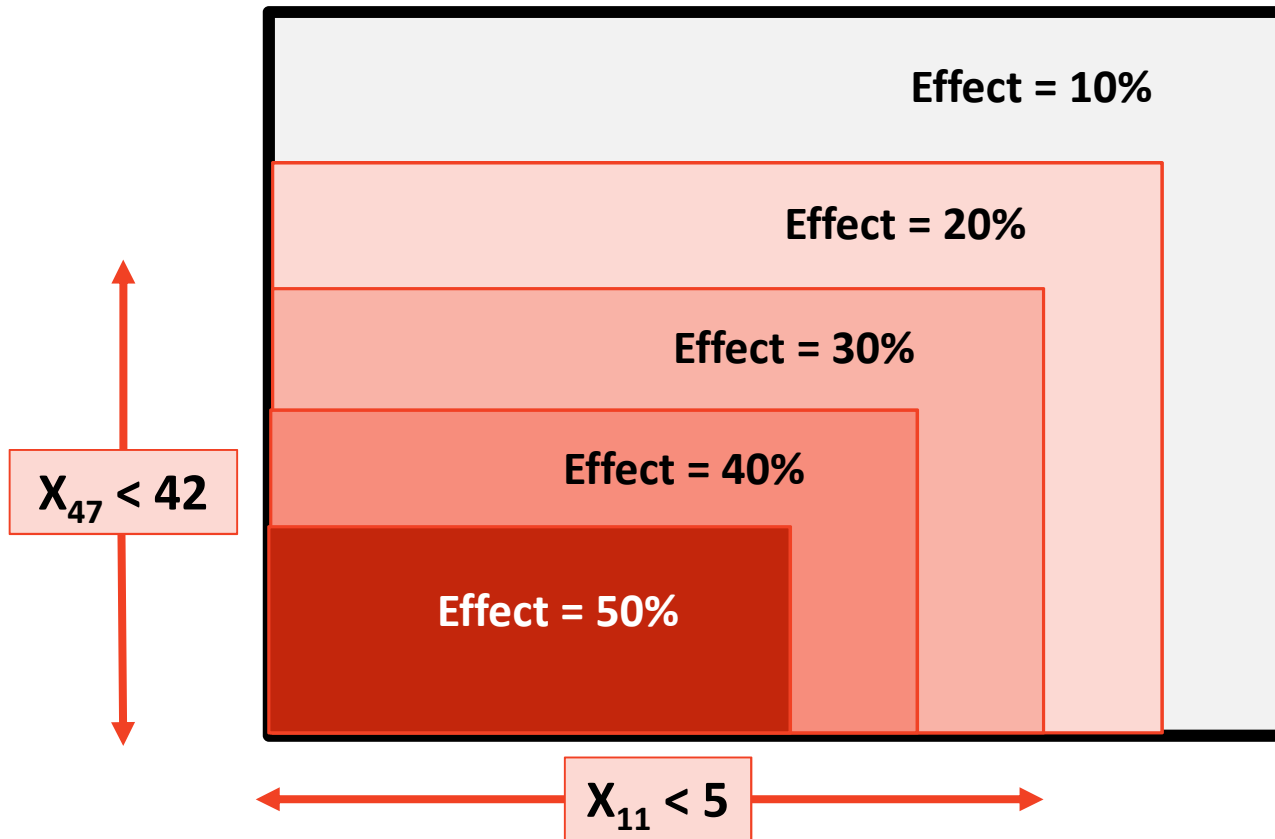 Effect = 10%
Effect = 20%
Effect = 30%
Effect = 40%
X₄₇ < 42
Effect = 50%
X₁₁ < 5